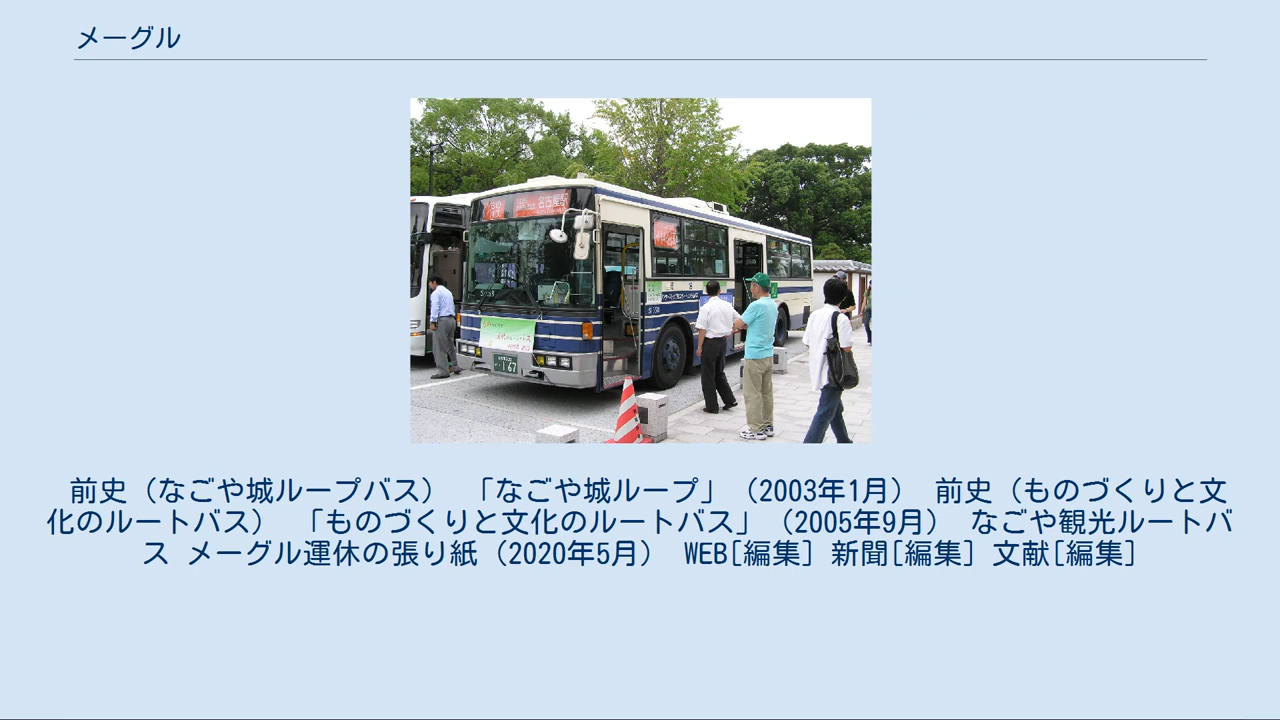 メーグル
名古屋駅
・167
前史（なごや城ループバス） 「なごや城ループ」（2003年1月） 前史（ものづくりと文
化のルートバス） 「ものづくりと文化のルートバス」（2005年9月） なごや観光ルートバ
ス メーグル運休の張り紙（2020年5月） WEB[編集] 新聞[編集] 文献[編集]